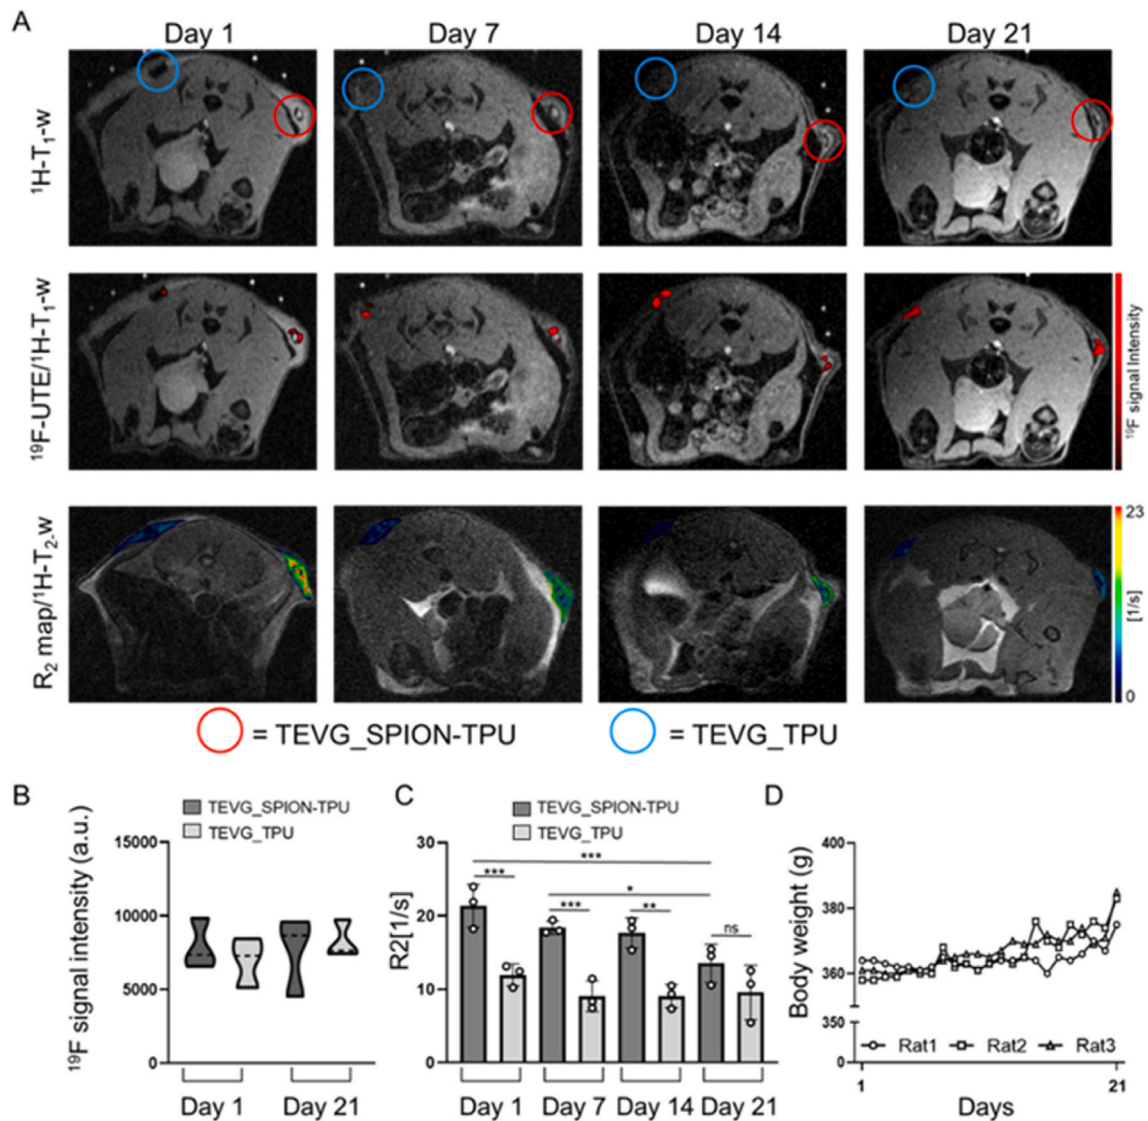 A
Day 1 Day 7 Day 14 Day 21
¹H-T₁-w
¹⁹F-UTE/¹H-T₁-w
¹⁹F signal Intensity
R₂ map/¹H-T₂-w
23
[1/s]
0
= TEVG_SPION-TPU = TEVG_TPU
B
TEVG_SPION-TPU
TEVG_TPU
¹⁹F signal intensity (a.u.)
15000
10000
5000
0
Day 1 Day 21
C
TEVG_SPION-TPU
TEVG_TPU
R2[1/s]
30
20
10
0
***
***
*
***
**
ns
Day 1 Day 7 Day 14 Day 21
D
Body weight (g)
400
380
360
350
Rat1 Rat2 Rat3
1 21
Days